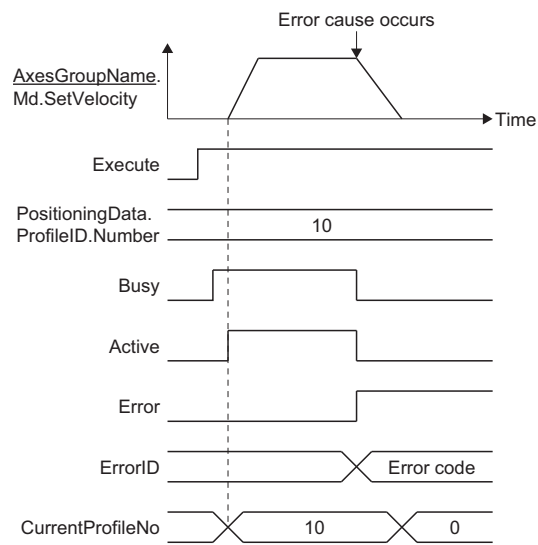 Error cause occurs
AxesGroupName.
Md.SetVelocity
Time
Execute
PositioningData.
ProfileID.Number
10
Busy
Active
Error
ErrorID
Error code
CurrentProfileNo
10
0